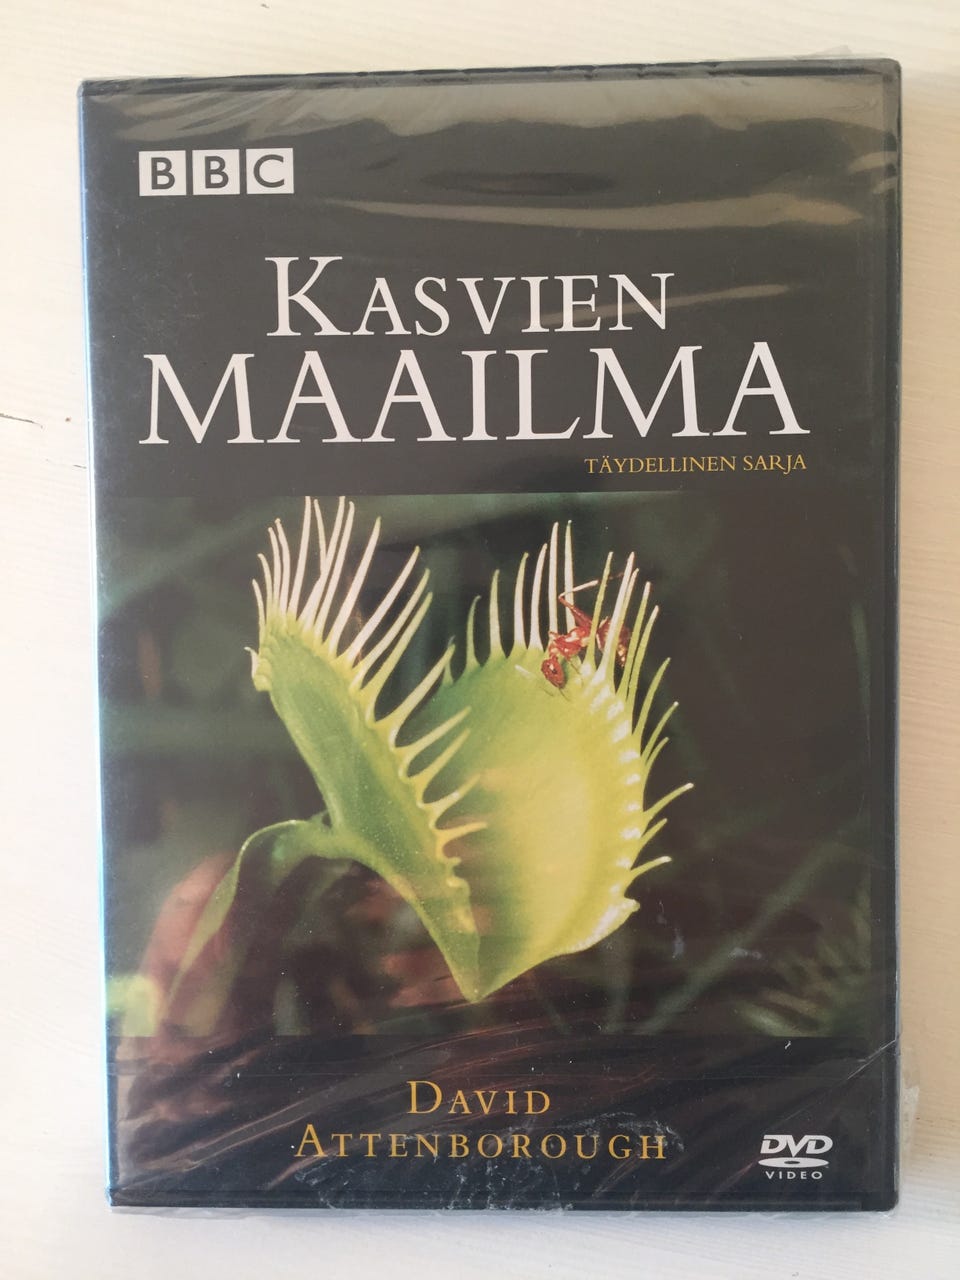 BBC
KASVIEN
MAAILMA
TÄYDELLINEN SARJA
DAVID
ATTENBOROUGH
DVD
VIDEO